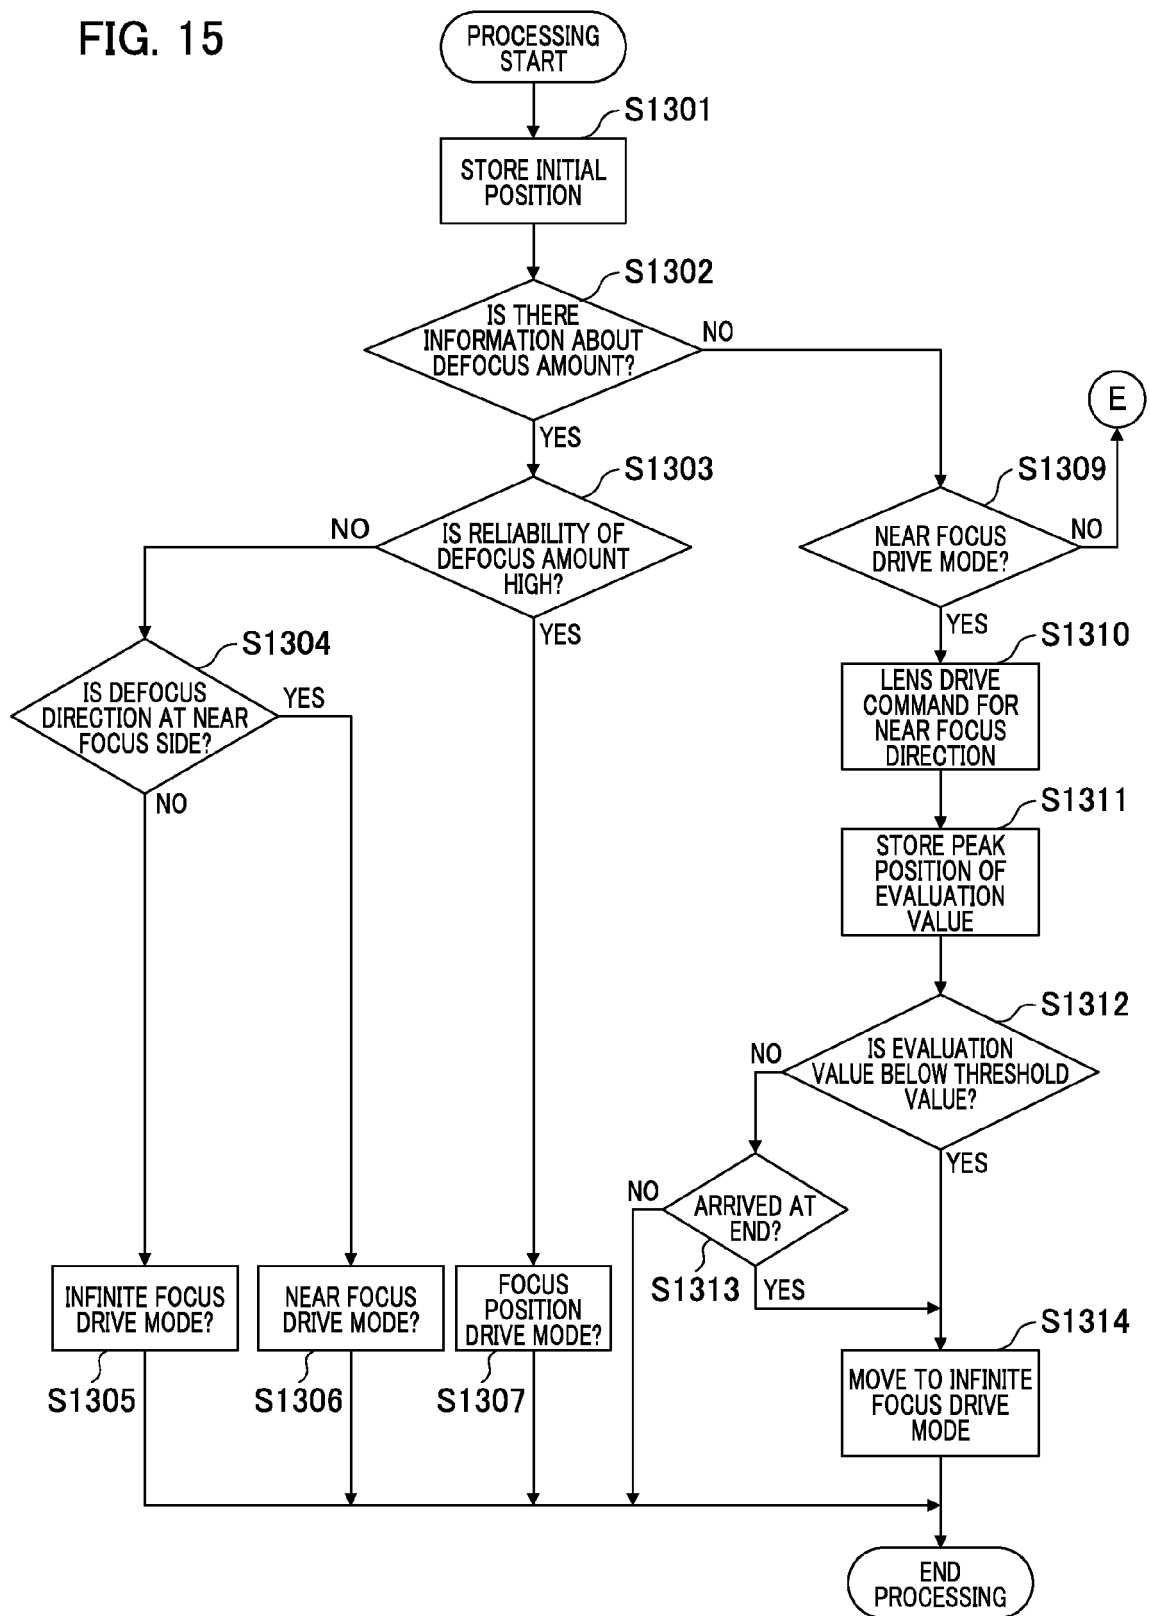 FIG. 15
PROCESSING
START
S1301
STORE INITIAL
POSITION
S1302
IS THERE
INFORMATION ABOUT
DEFOCUS AMOUNT?
NO
YES
E
S1303
IS RELIABILITY OF
DEFOCUS AMOUNT
HIGH?
NO
YES
S1309
NEAR FOCUS
DRIVE MODE?
NO
YES
S1304
IS DEFOCUS
DIRECTION AT NEAR
FOCUS SIDE?
YES
NO
S1310
LENS DRIVE
COMMAND FOR
NEAR FOCUS
DIRECTION
S1311
STORE PEAK
POSITION OF
EVALUATION
VALUE
S1312
IS EVALUATION
VALUE BELOW THRESHOLD
VALUE?
NO
YES
ARRIVED AT
END?
NO
S1313
YES
INFINITE FOCUS
DRIVE MODE?
S1305
NEAR FOCUS
DRIVE MODE?
S1306
FOCUS
POSITION
DRIVE MODE?
S1307
S1314
MOVE TO INFINITE
FOCUS DRIVE
MODE
END
PROCESSING